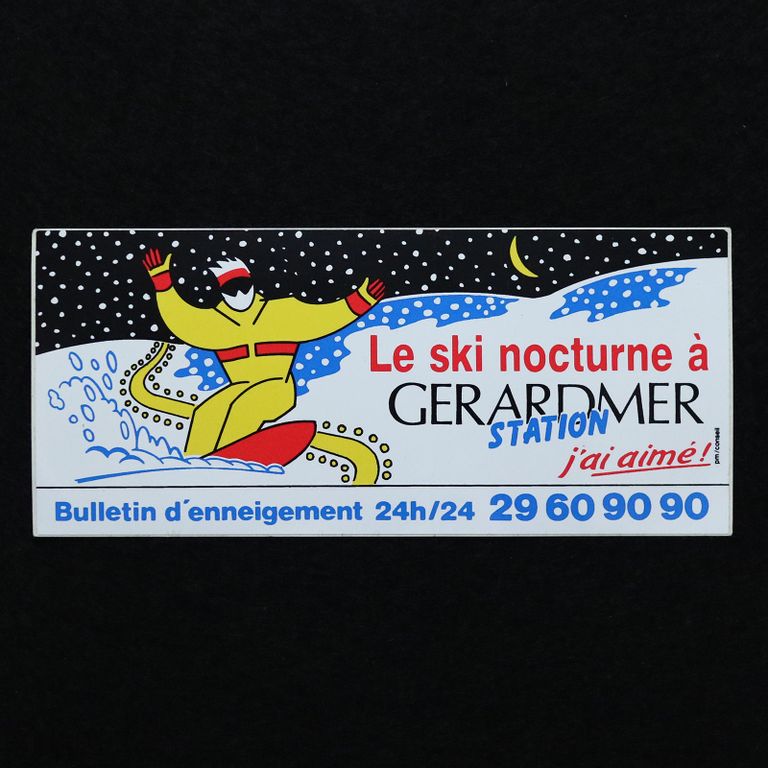 Le ski nocturne à
GERARDMER
STATION
j'ai aimé!
pm/conseil
Bulletin d'enneigement 24h/24 29 60 90 90